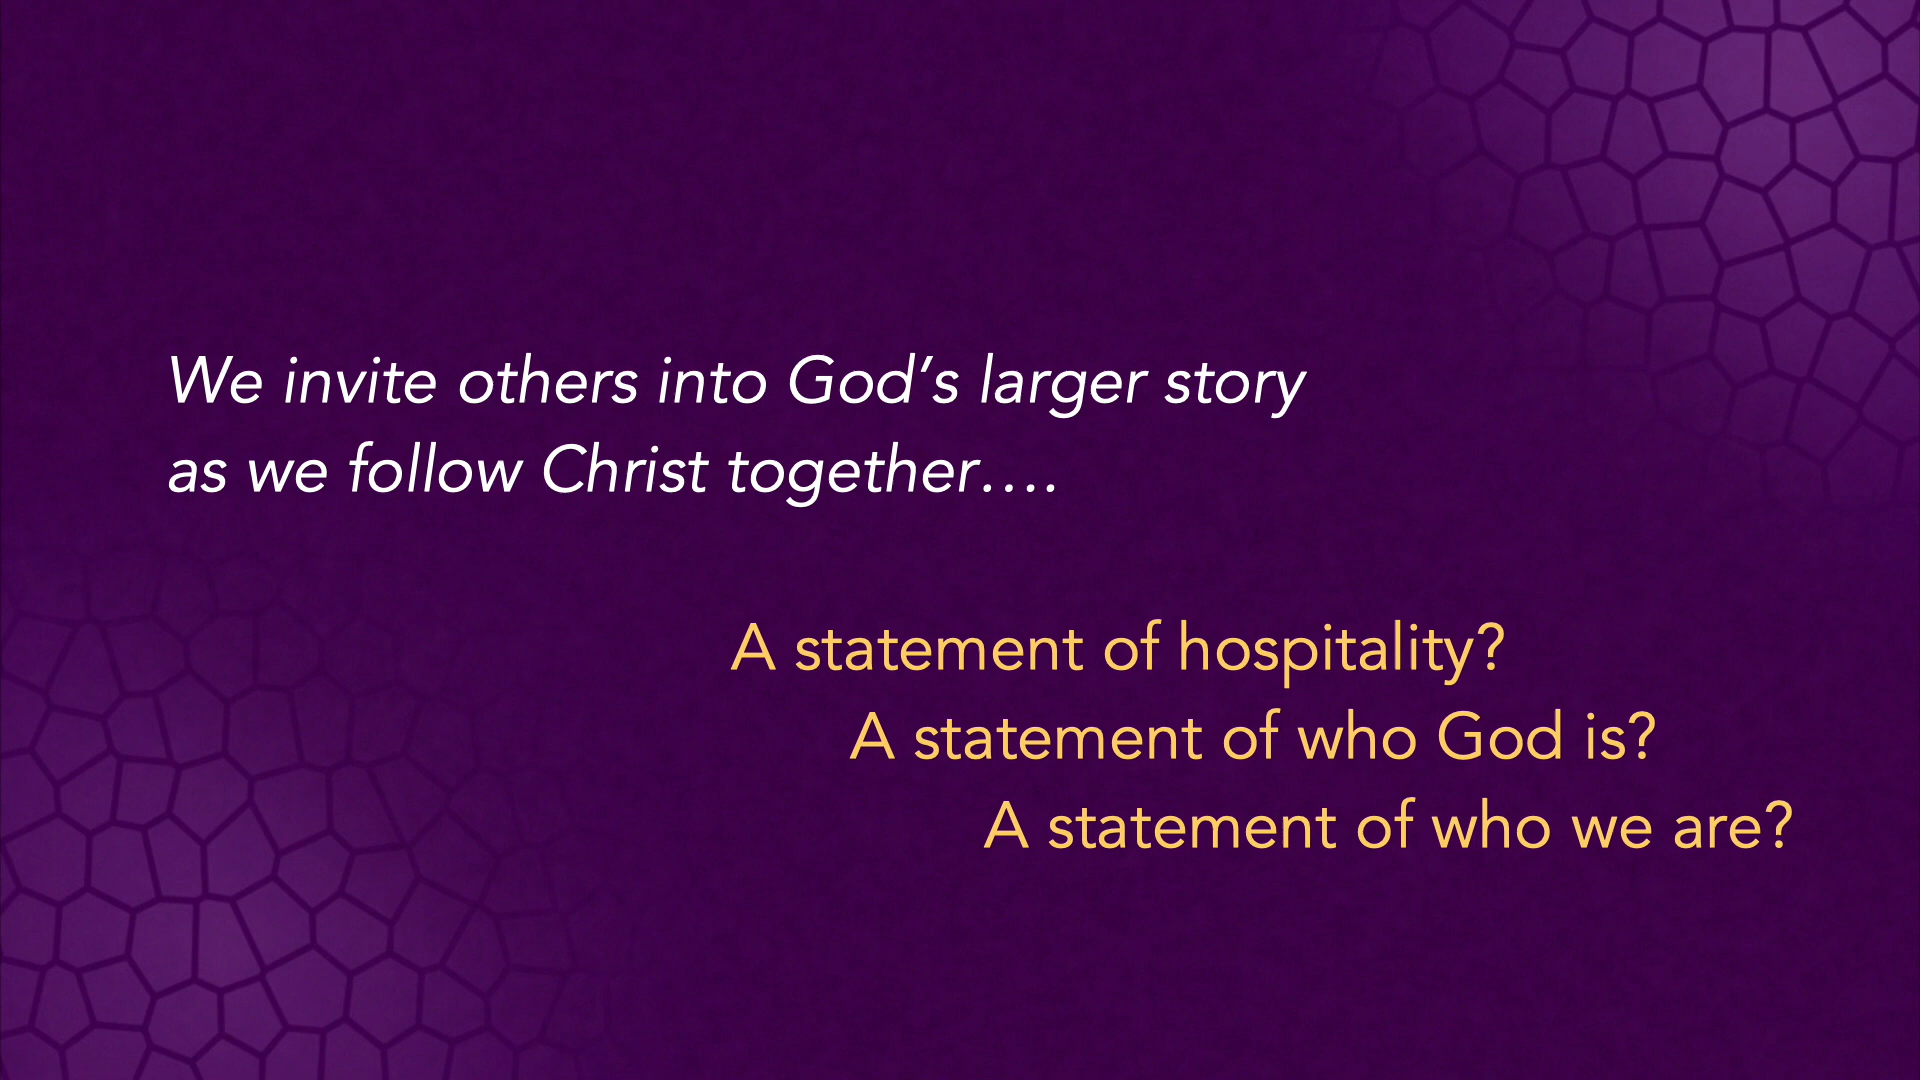 We invite others into God’s larger story
as we follow Christ together….
A statement of hospitality?
A statement of who God is?
A statement of who we are?